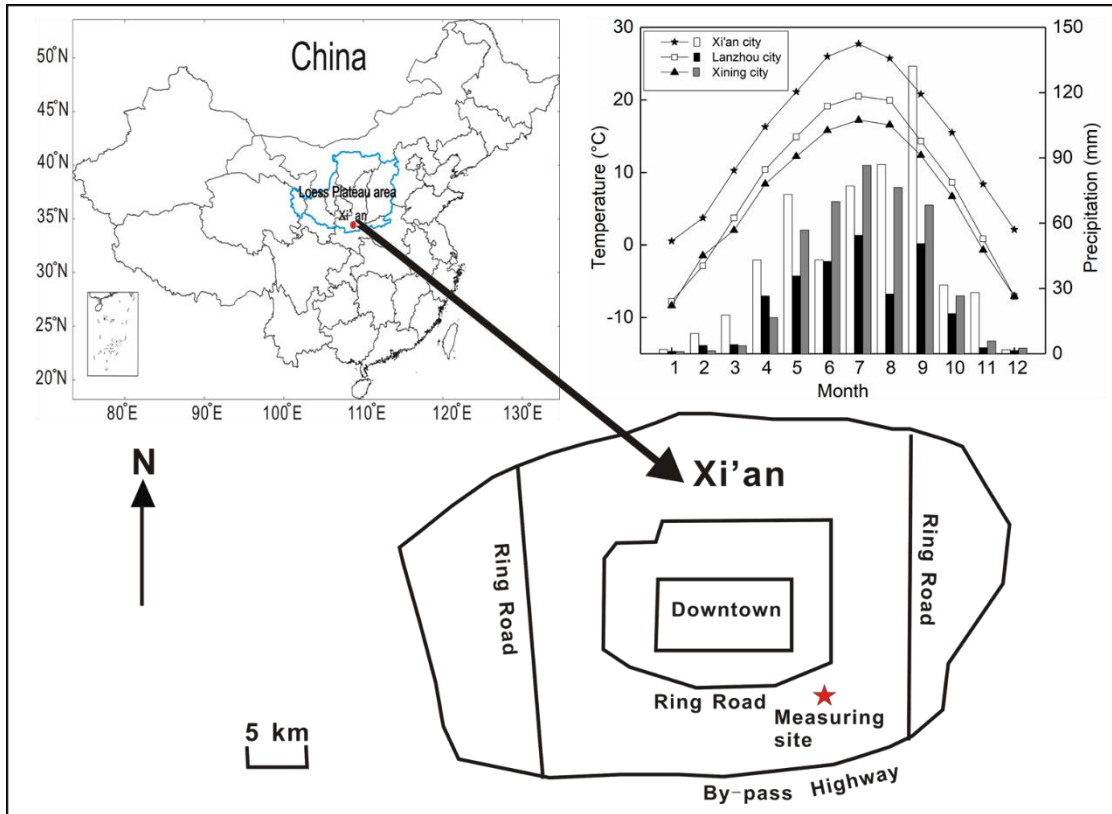 China
50°N
45°N
40°N
35°N
30°N
25°N
20°N
80°E
90°E
100°E
110°E
120°E
130°E
Loess Plateau area
Xi' an
30
20
10
0
-10
Temperature (°C)
Xi'an city
Lanzhou city
Xining city
150
120
90
60
30
0
Precipitation (mm)
1 2 3 4 5 6 7 8 9 10 11 12
Month
N
Xi'an
Ring Road
Downtown
Ring Road
Ring Road
Measuring
site
5 km
By-pass Highway